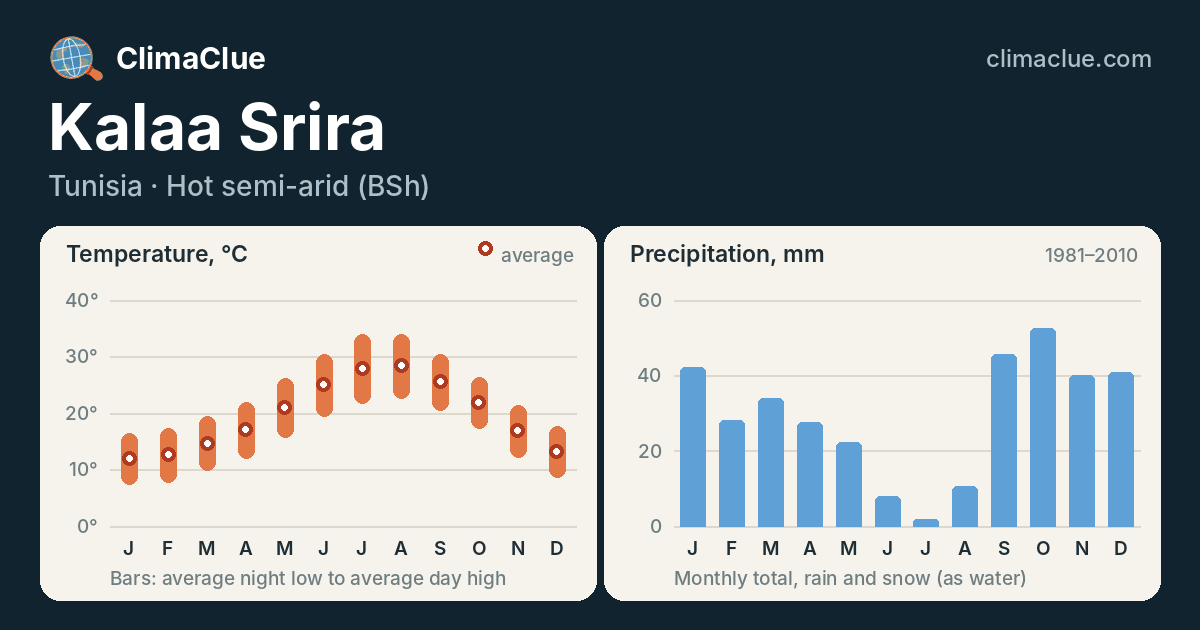 ClimaClue
climaclue.com
Kalaa Srira
Tunisia · Hot semi-arid (BSh)
Temperature, °C
average
40°
30°
20°
10°
0°
J F M A M J J A S O N D
Bars: average night low to average day high
Precipitation, mm
1981–2010
60
40
20
0
J F M A M J J A S O N D
Monthly total, rain and snow (as water)